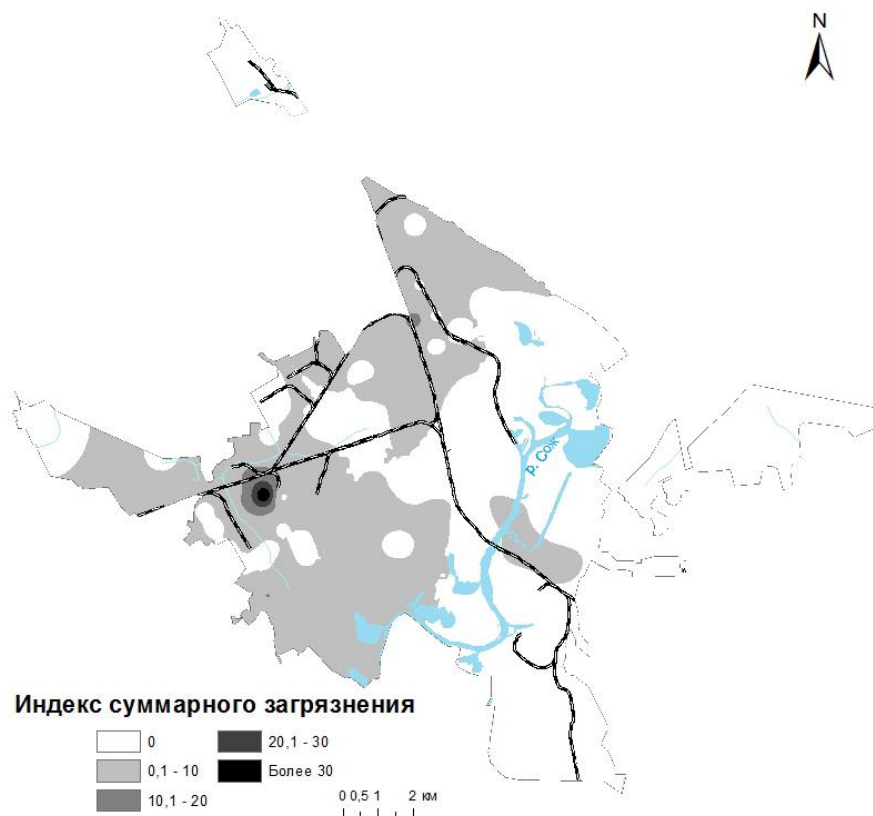 N
р. Сож
Индекс суммарного загрязнения
0
20,1 - 30
0,1 - 10
Более 30
10,1 - 20
0 0,5 1 2 км